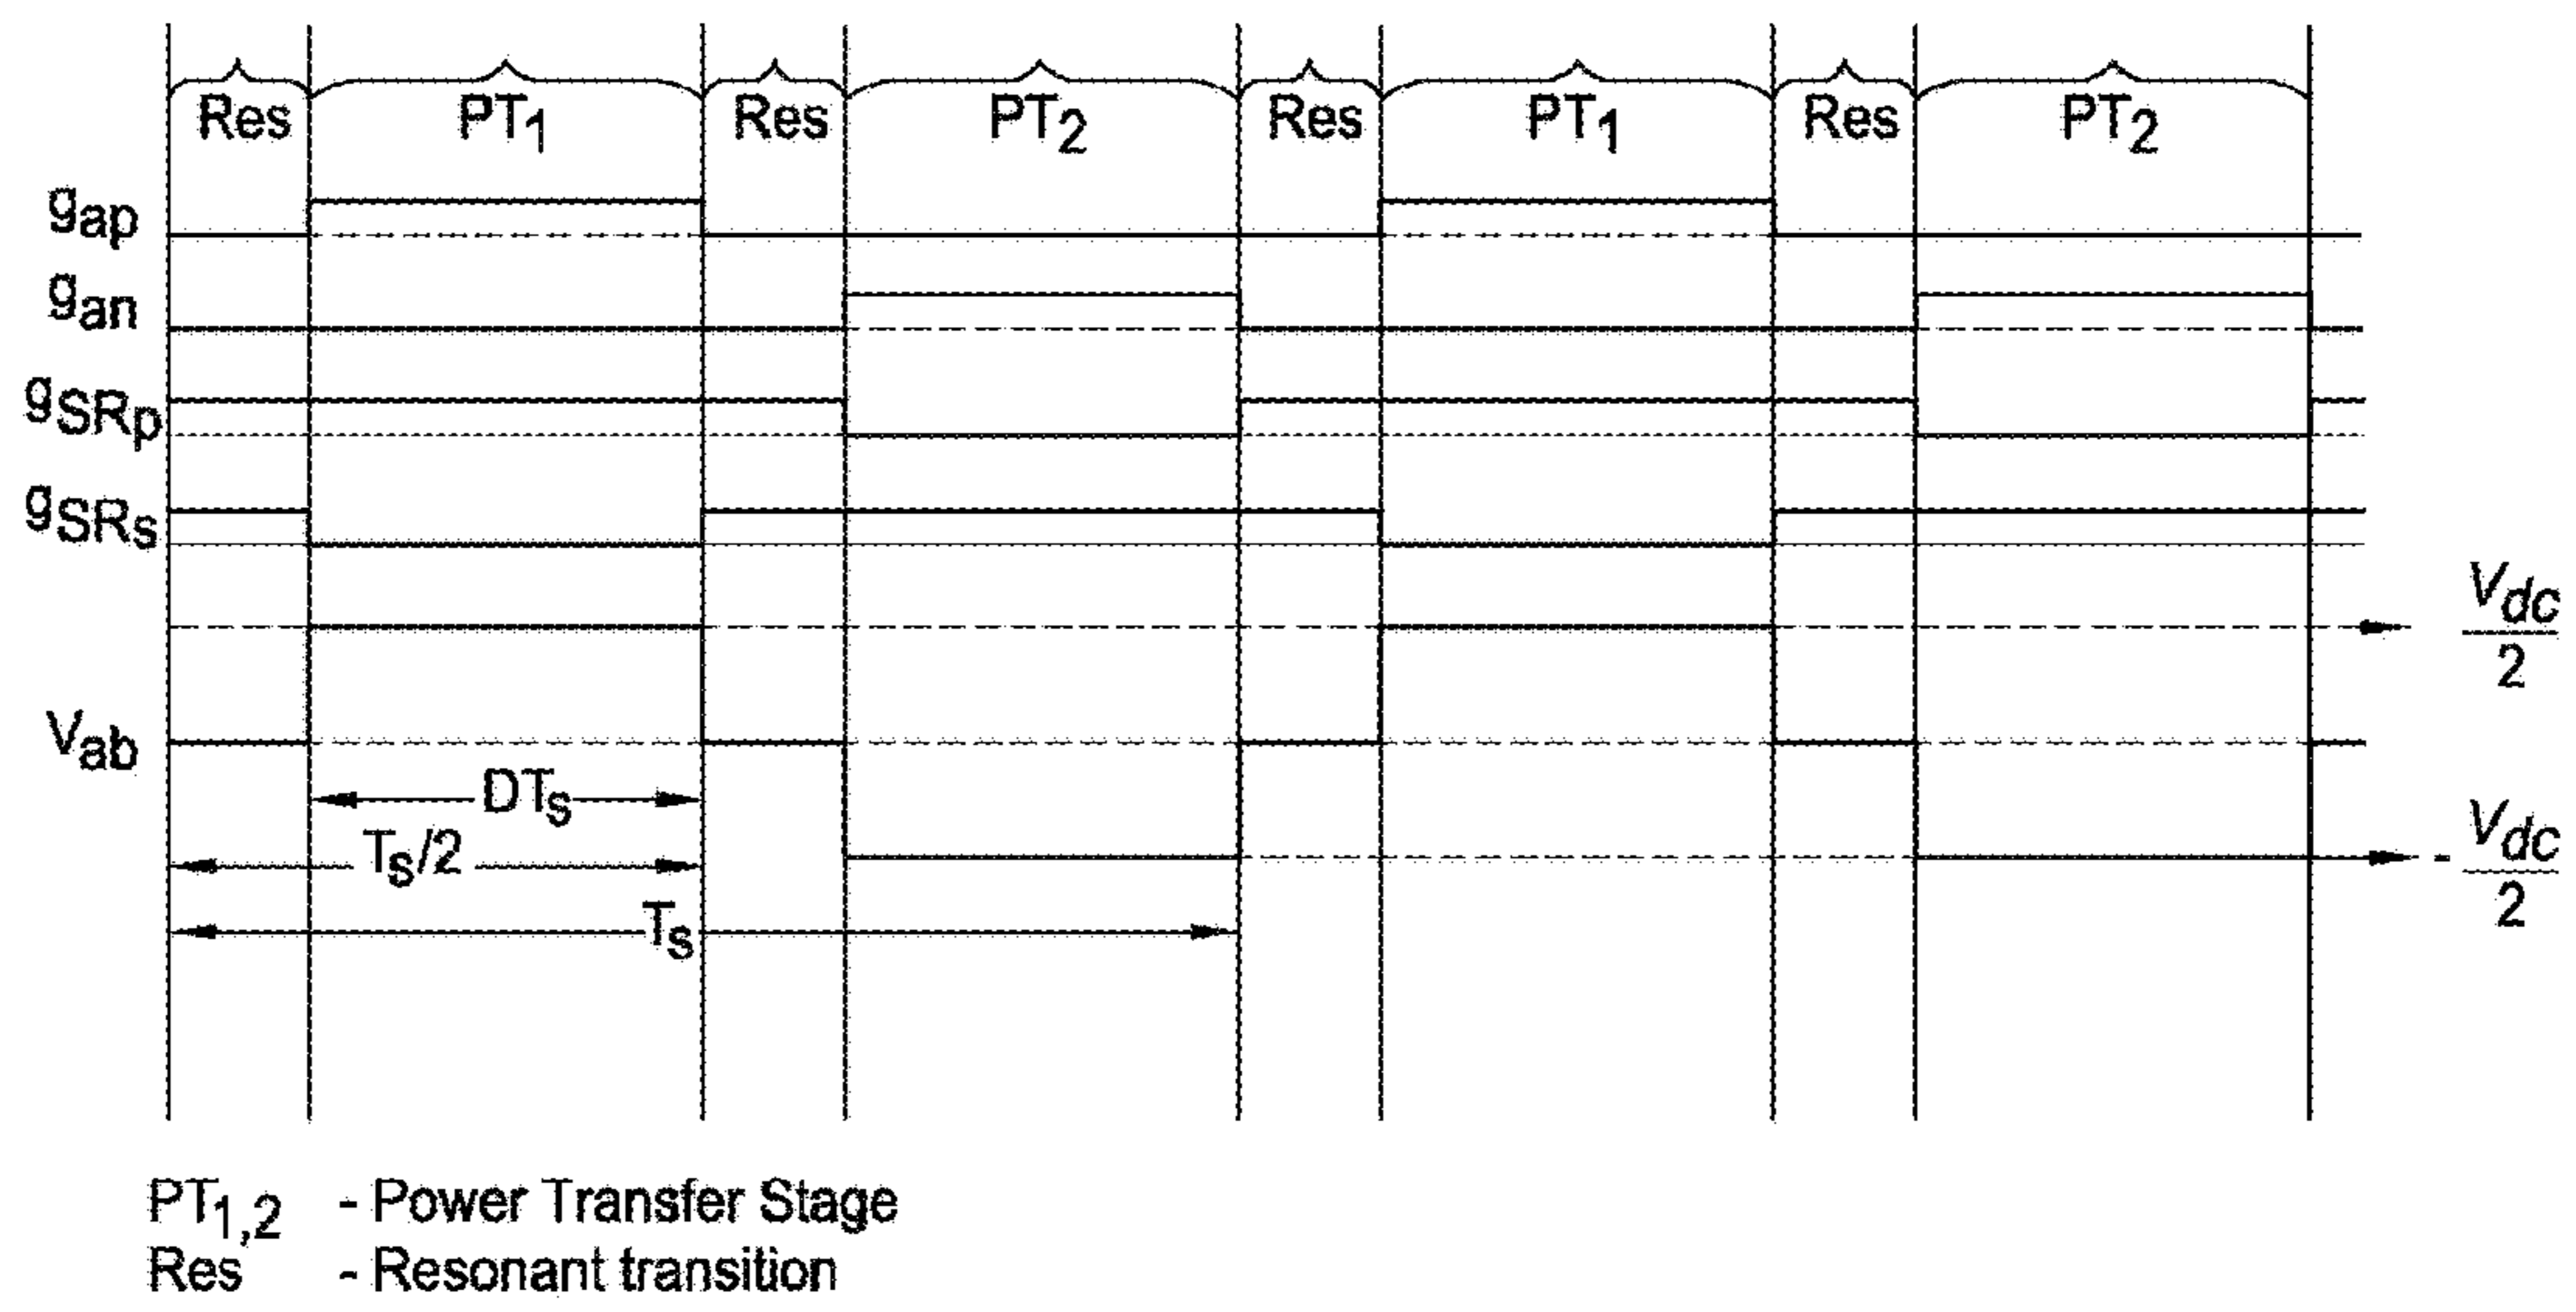 Res PT1 Res PT2 Res PT1 Res PT2
gap
gan
gSRp
gSRs
Vdc
2
Vab
DTs
Ts/2
- Vdc
2
Ts
PT1,2 - Power Transfer Stage
Res - Resonant transition